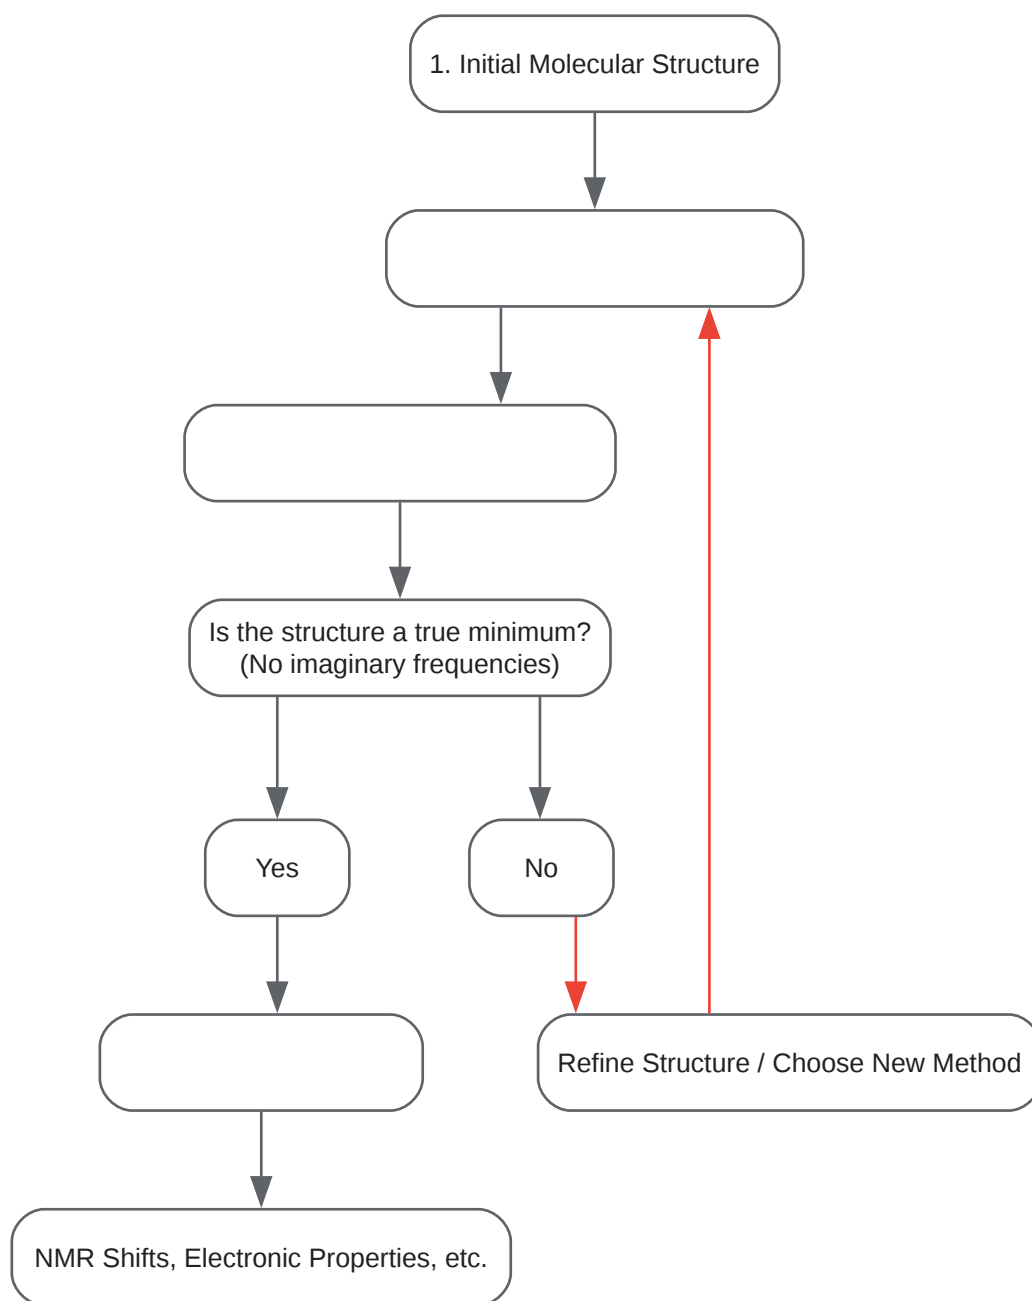 1. Initial Molecular Structure
Is the structure a true minimum?
(No imaginary frequencies)
Yes
No
Refine Structure / Choose New Method
NMR Shifts, Electronic Properties, etc.